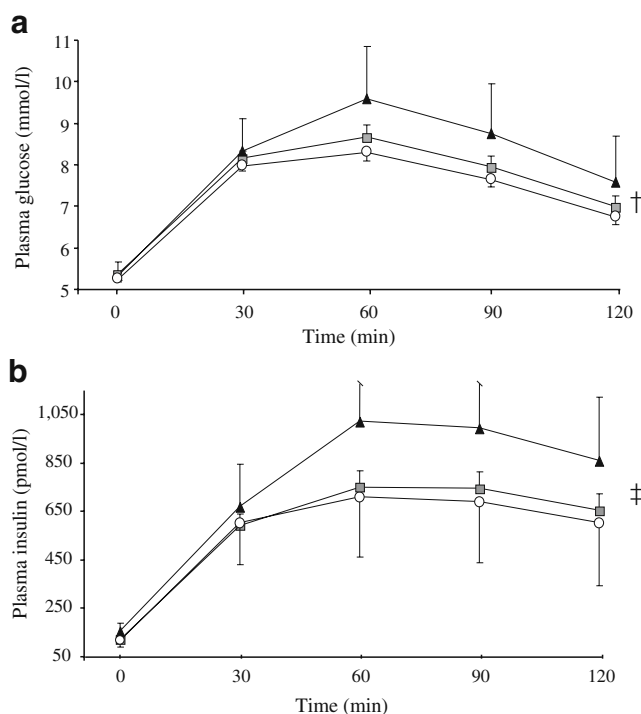 a
Plasma glucose (mmol/l)
11
10
9
8
7
6
5
†
0 30 60 90 120
Time (min)
b
Plasma insulin (pmol/l)
1,050
850
650
450
250
50
‡
0 30 60 90 120
Time (min)